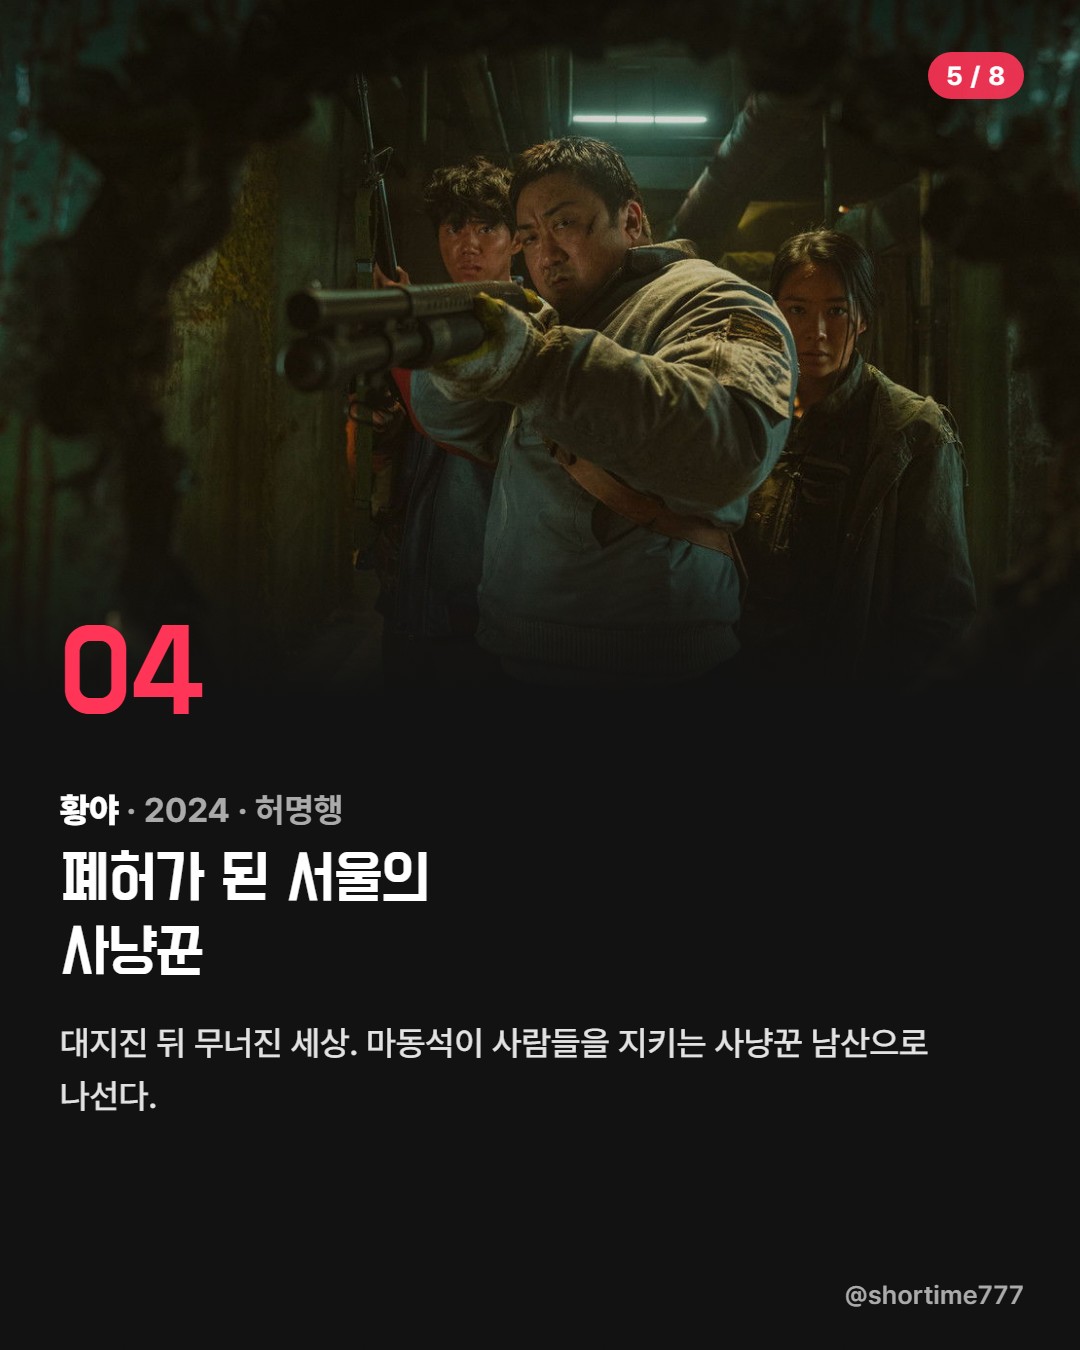 5 / 8
04
황야 · 2024 · 허명행
폐허가 된 서울의
사냥꾼
대지진 뒤 무너진 세상. 마동석이 사람들을 지키는 사냥꾼 남산으로
나선다.
@shortime777